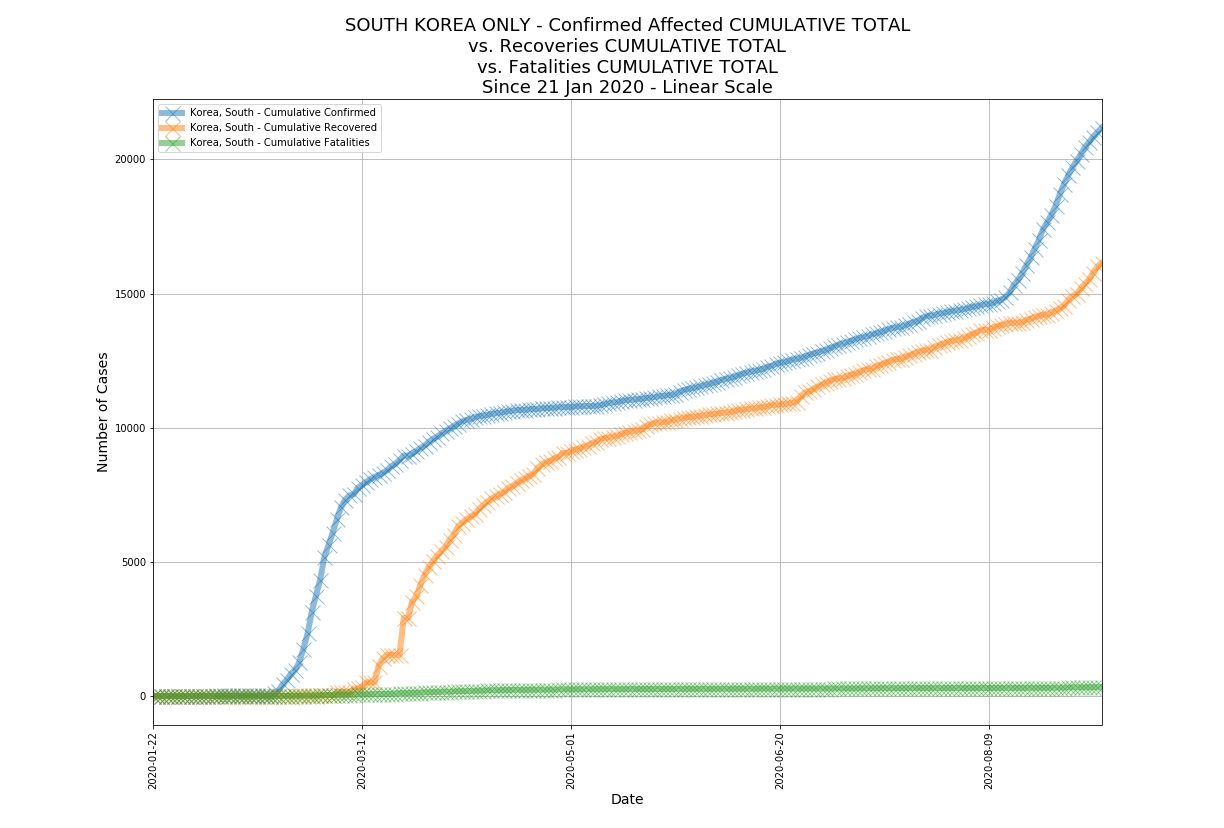 SOUTH KOREA ONLY - Confirmed Affected CUMULATIVE TOTAL
vs. Recoveries CUMULATIVE TOTAL
vs. Fatalities CUMULATIVE TOTAL
Since 21 Jan 2020 - Linear Scale
Korea, South - Cumulative Confirmed
Korea, South - Cumulative Recovered
Korea, South - Cumulative Fatalities
Number of Cases
20000
15000
10000
5000
0
2020-01-22
2020-03-12
2020-05-01
2020-06-20
2020-08-09
Date